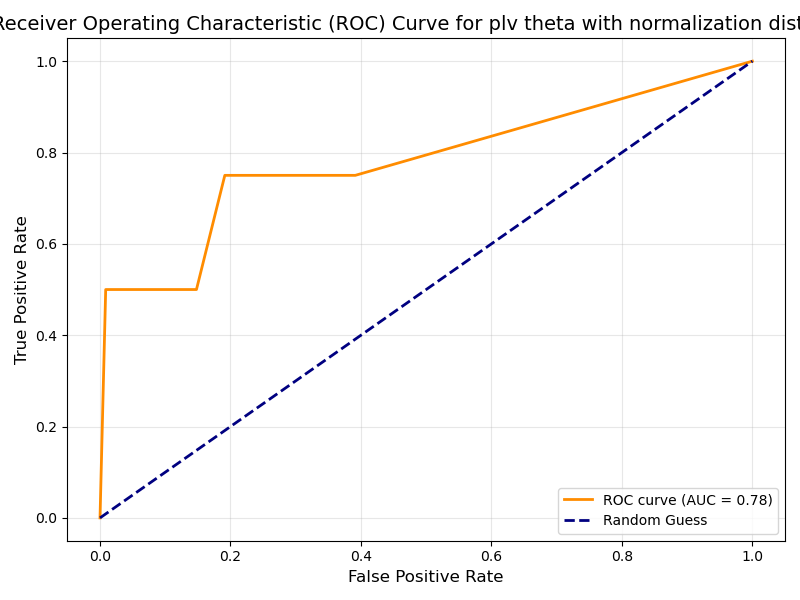 Receiver Operating Characteristic (ROC) Curve for plv theta with normalization dist
1.0
0.8
0.6
0.4
0.2
0.0
True Positive Rate
0.0 0.2 0.4 0.6 0.8 1.0
False Positive Rate
ROC curve (AUC = 0.78)
Random Guess